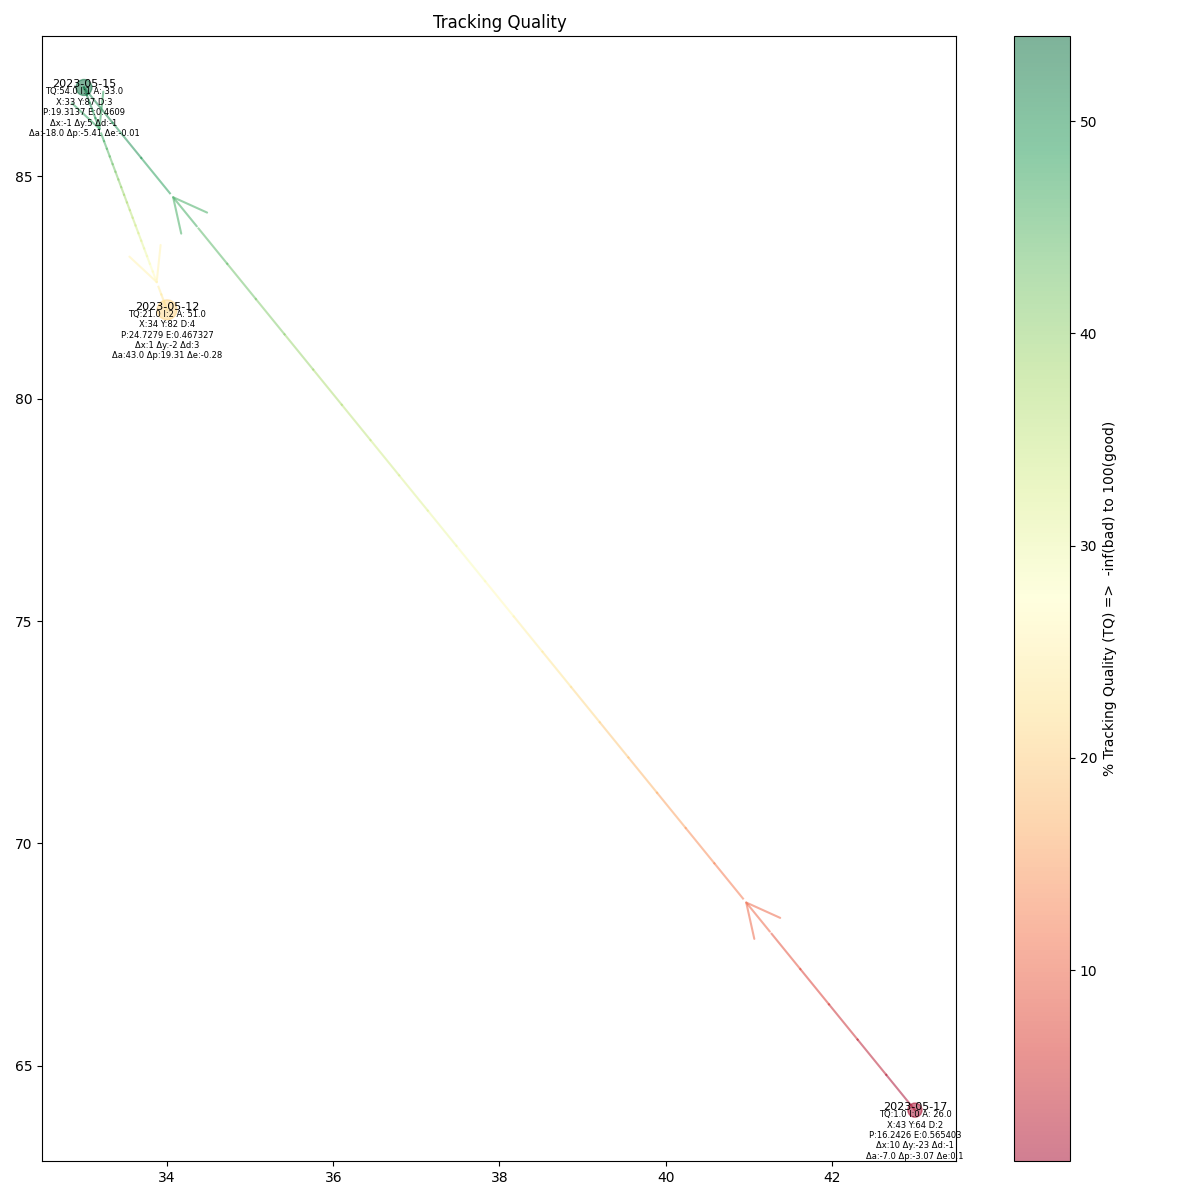 Tracking Quality
2023-05-15
TQ:54.0 I:1 A: 33.0
X:33 Y:87 D:3
P:19.3137 E:0.4609
Δx:-1 Δy:5 Δd:-1
Δa:-18.0 Δp:-5.41 Δe:-0.01
2023-05-12
TQ:21.0 I:2 A: 51.0
X:34 Y:82 D:4
P:24.7279 E:0.467327
Δx:1 Δy:-2 Δd:3
Δa:43.0 Δp:19.31 Δe:-0.28
2023-05-17
TQ:1.0 I:0 A: 26.0
X:43 Y:64 D:2
P:16.2426 E:0.565403
Δx:10 Δy:-23 Δd:-1
Δa:-7.0 Δp:-3.07 Δe:0.1
85
80
75
70
65
34
36
38
40
42
50
40
30
20
10
% Tracking Quality (TQ) => -inf(bad) to 100(good)